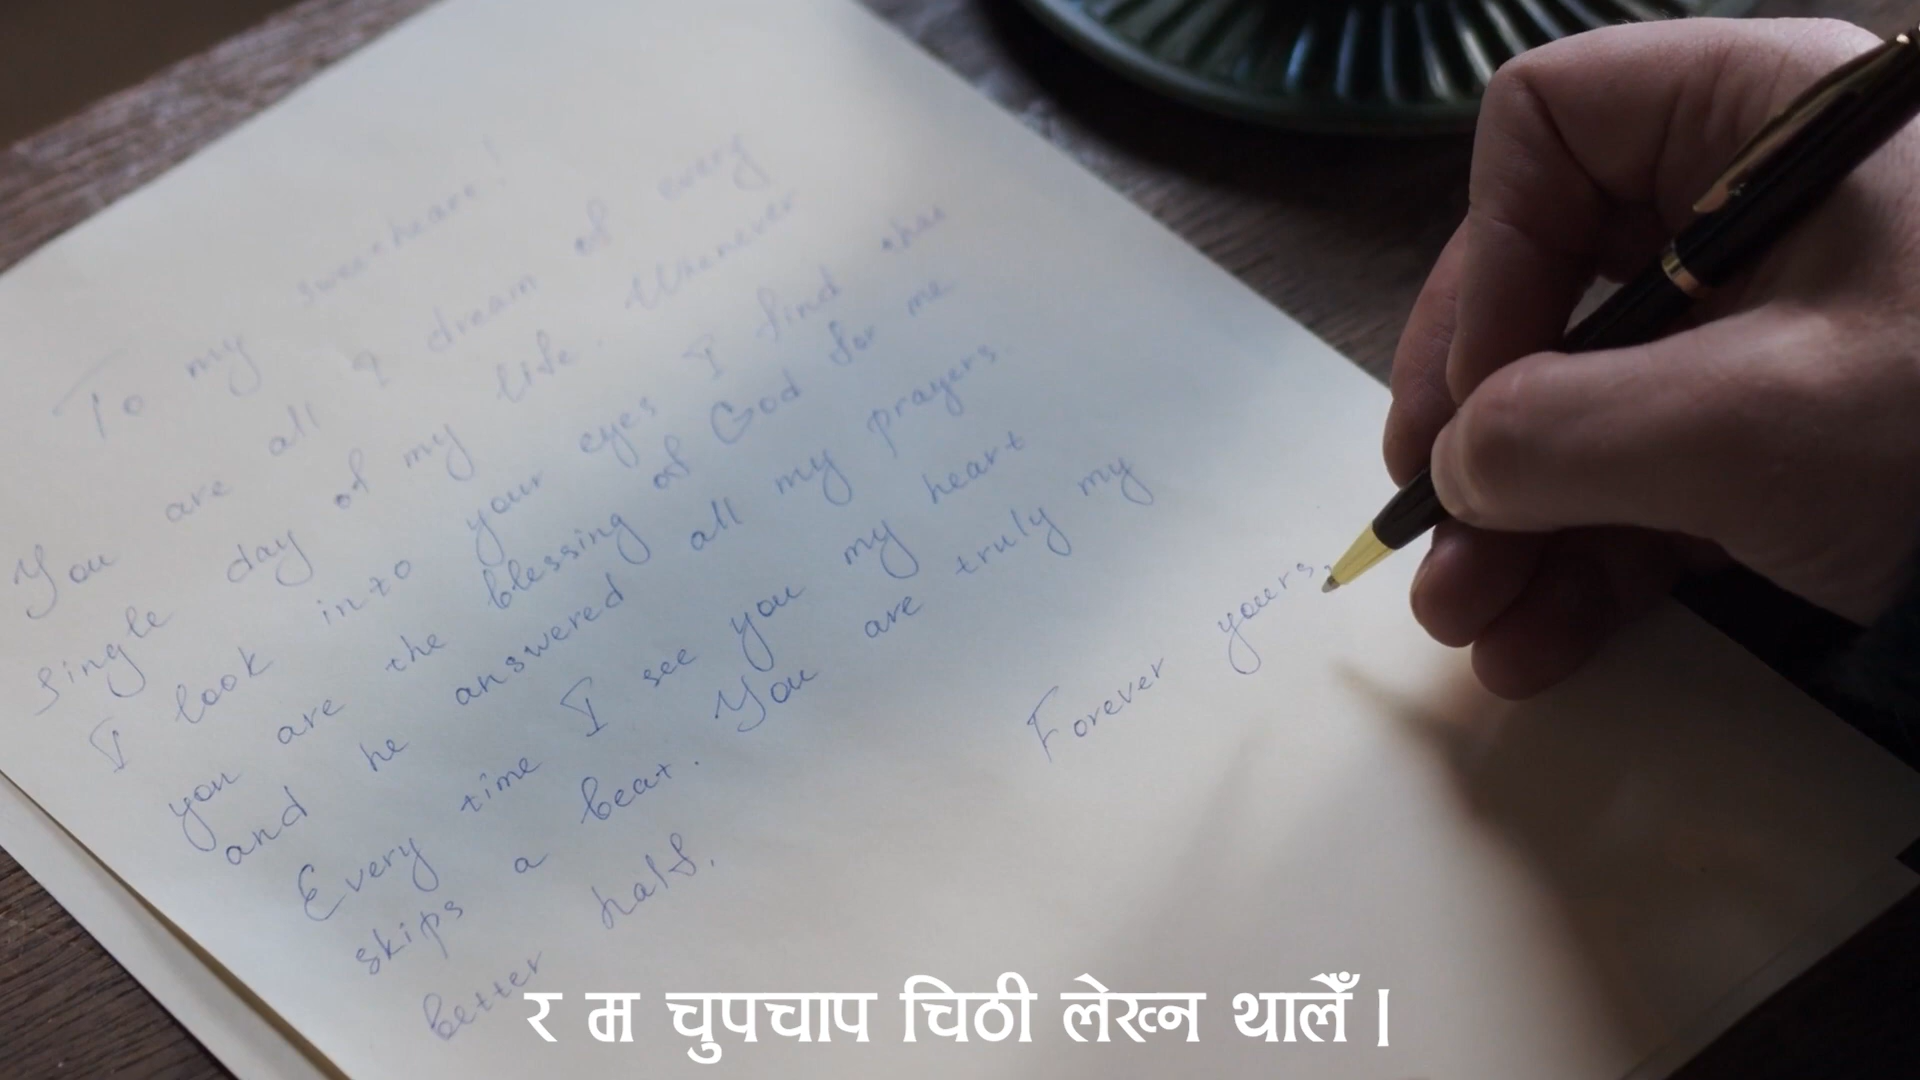 To my sweetheart!
You are all I dream of every
single day of my life. Whenever
I look into your eyes I find that
you are the blessing of God for me
and he answered all my prayers
Every time I see you my heart
skips a beat. You are truly my
better half.
Forever yours,
र म चुपचाप चिठी लेख्न थालेँ ।